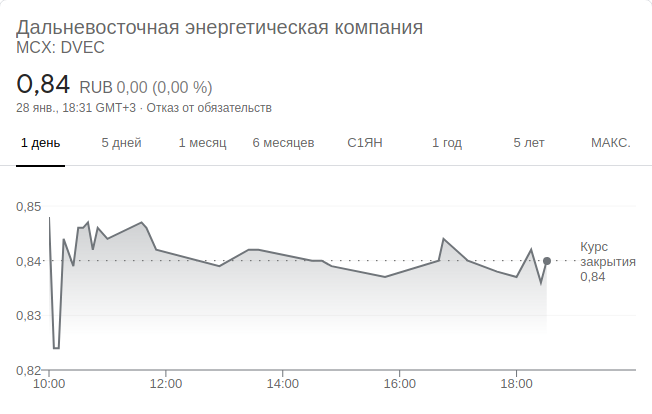 Дальневосточная энергетическая компания
MCX: DVEC
0,84 RUB 0,00 (0,00 %)
28 янв., 18:31 GMT+3 · Отказ от обязательств
1 день 5 дней 1 месяц 6 месяцев С1ЯН 1 год 5 лет МАКС.
0,85
0,84
0,83
0,82
Курс
закрытия
0,84
10:00 12:00 14:00 16:00 18:00